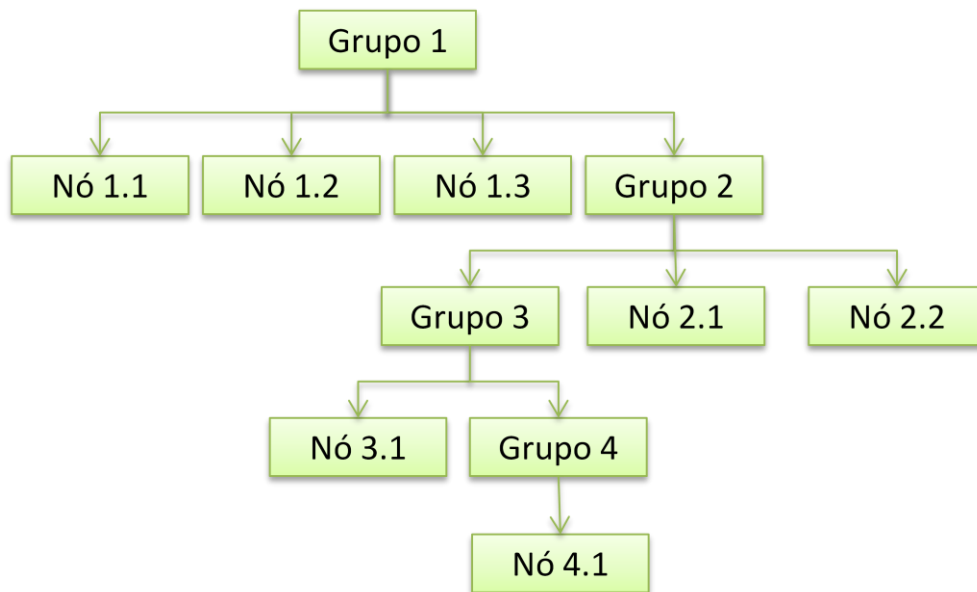 Grupo 1
Nó 1.1
Nó 1.2
Nó 1.3
Grupo 2
Grupo 3
Nó 2.1
Nó 2.2
Nó 3.1
Grupo 4
Nó 4.1